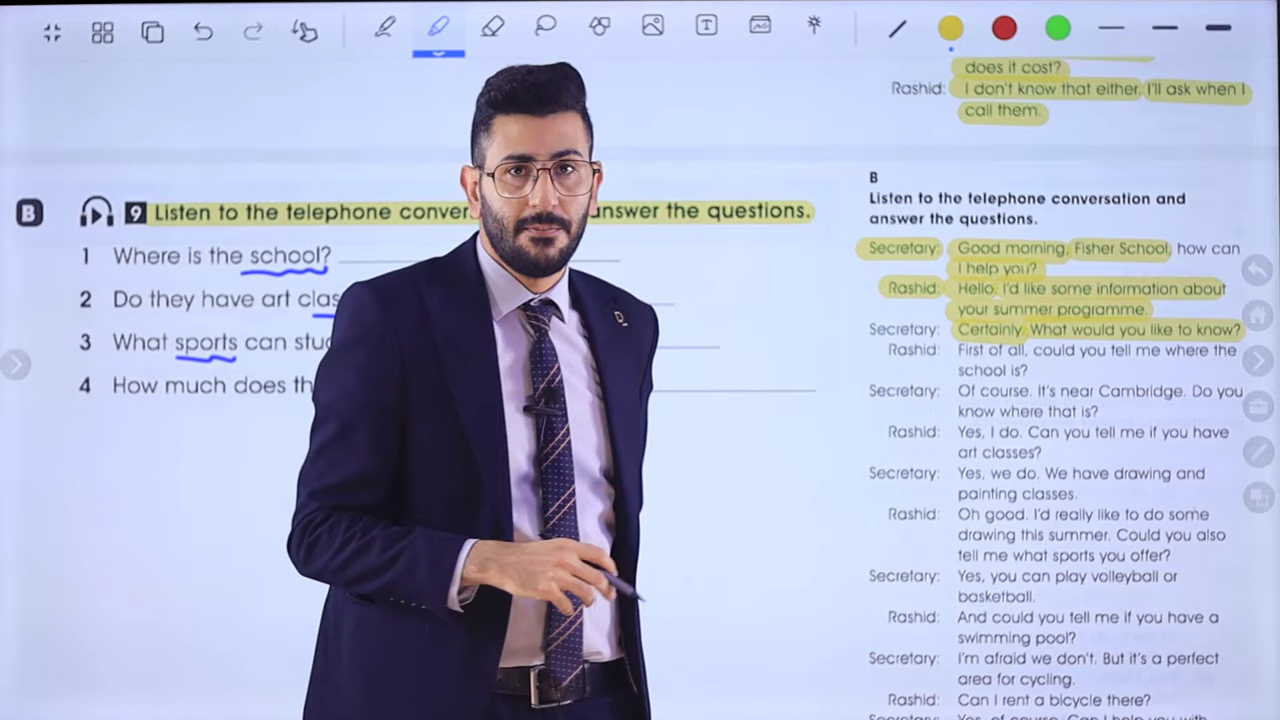 does it cost?
Rashid: I don't know that either. I'll ask when I
call them.
B
9 Listen to the telephone conver answer the questions.
1 Where is the school?
2 Do they have art clas
3 What sports can stu
4 How much does th
B
Listen to the telephone conversation and
answer the questions.
Secretary: Good morning, Fisher School, how can
I help you?
Rashid: Hello. I'd like some information about
your summer programme.
Secretary: Certainly. What would you like to know?
Rashid: First of all, could you tell me where the
school is?
Secretary: Of course. It's near Cambridge. Do you
know where that is?
Rashid: Yes, I do. Can you tell me if you have
art classes?
Secretary: Yes, we do. We have drawing and
painting classes.
Rashid: Oh good. I'd really like to do some
drawing this summer. Could you also
tell me what sports you offer?
Secretary: Yes, you can play volleyball or
basketball.
Rashid: And could you tell me if you have a
swimming pool?
Secretary: I'm afraid we don't. But it's a perfect
area for cycling.
Rashid: Can I rent a bicycle there?
Secretary: Yes, of course. Can I help you with